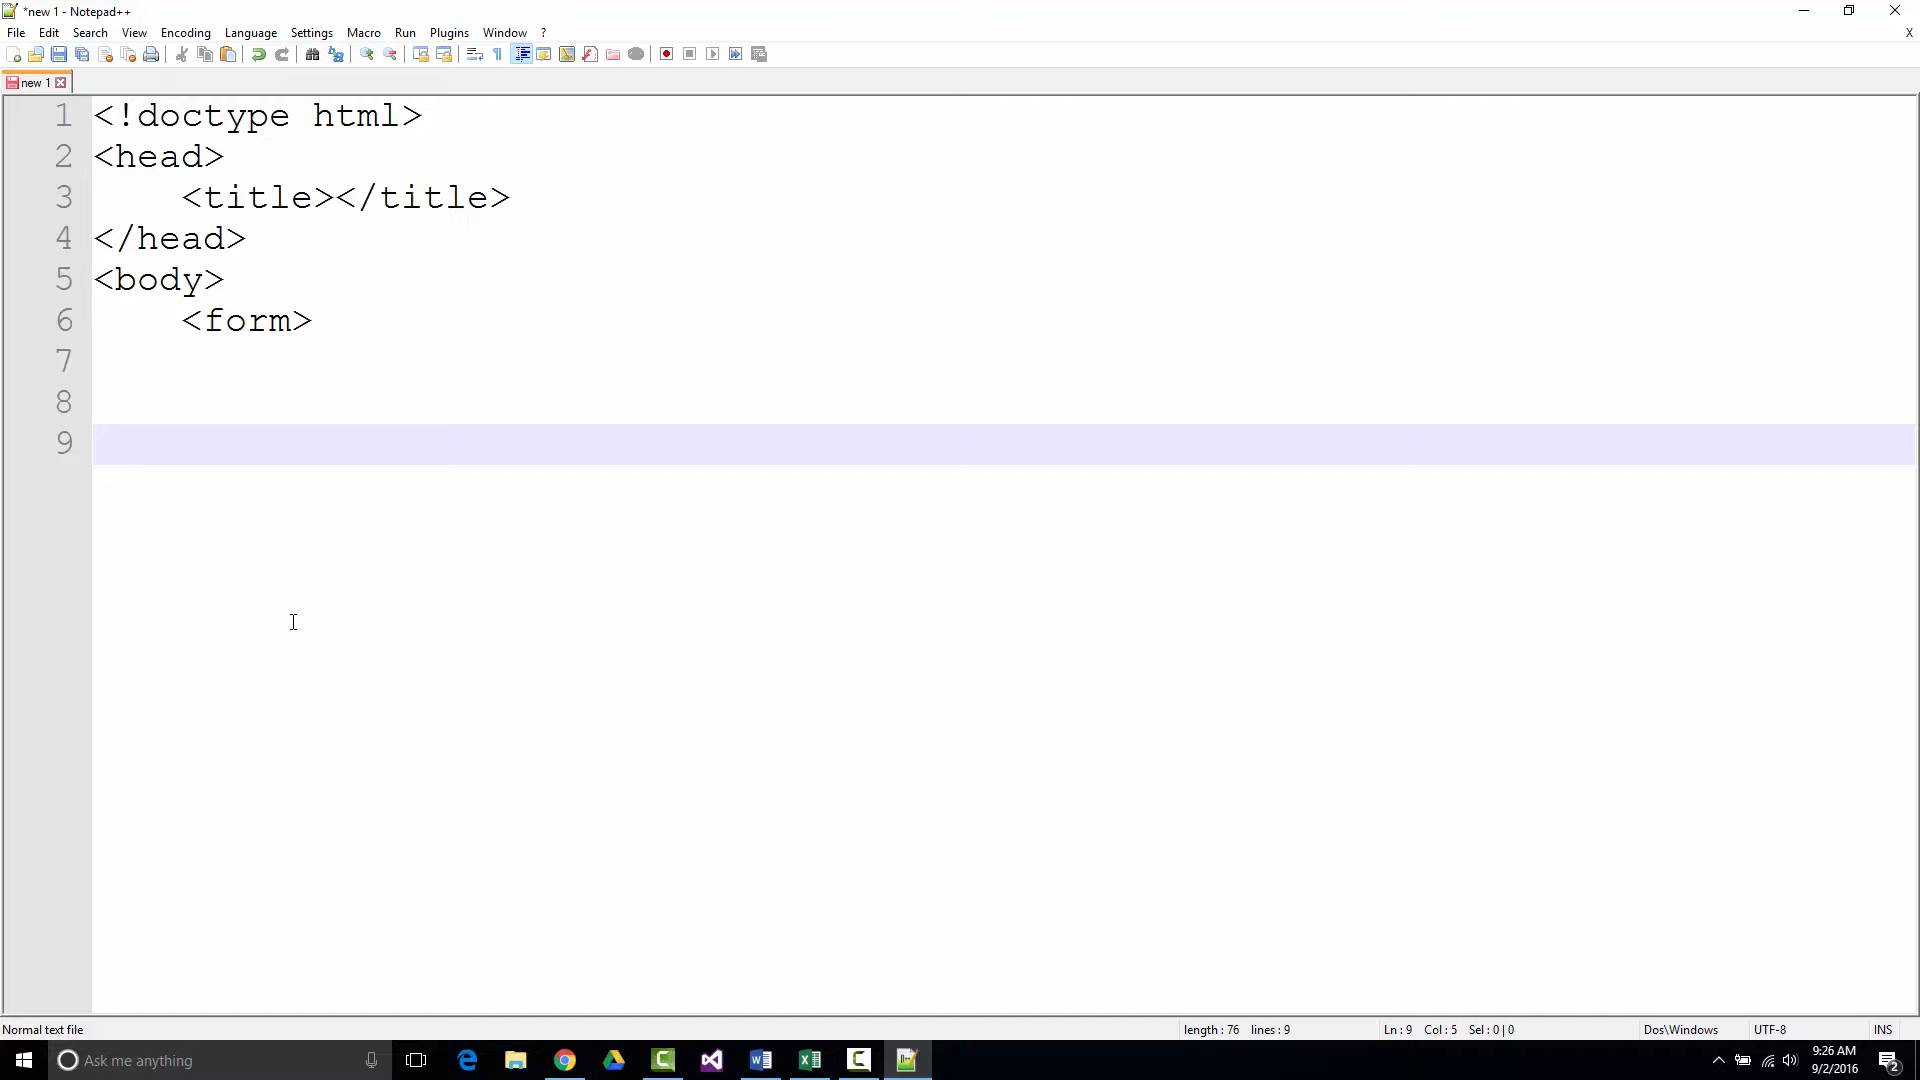 *new 1 - Notepad++
File Edit Search View Encoding Language Settings Macro Run Plugins Window ? X
new 1
1 <!doctype html>
2 <head>
3     <title></title>
4 </head>
5 <body>
6     <form>
7
8
9
Normal text file length : 76 lines : 9 Ln : 9 Col : 5 Sel : 0 | 0 Dos\Windows UTF-8 INS
Ask me anything
9:26 AM
9/2/2016
2